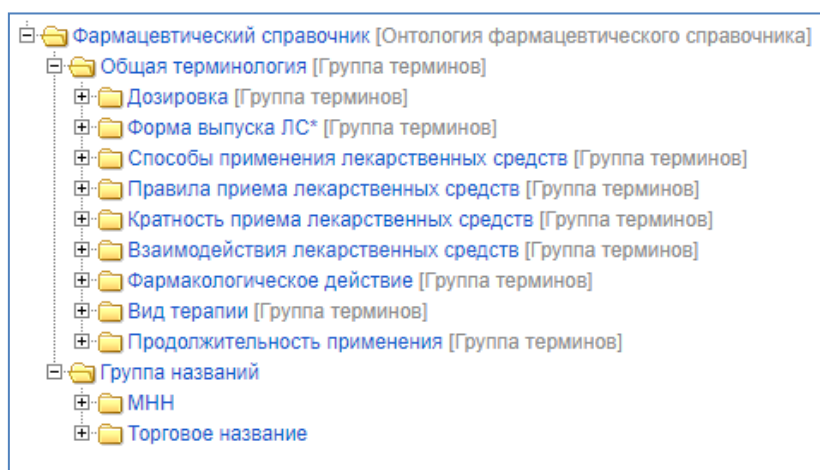 Фармацевтический справочник [Онтология фармацевтического справочника]
Общая терминология [Группа терминов]
Дозировка [Группа терминов]
Форма выпуска ЛС* [Группа терминов]
Способы применения лекарственных средств [Группа терминов]
Правила приема лекарственных средств [Группа терминов]
Кратность приема лекарственных средств [Группа терминов]
Взаимодействия лекарственных средств [Группа терминов]
Фармакологическое действие [Группа терминов]
Вид терапии [Группа терминов]
Продолжительность применения [Группа терминов]
Группа названий
МНН
Торговое название